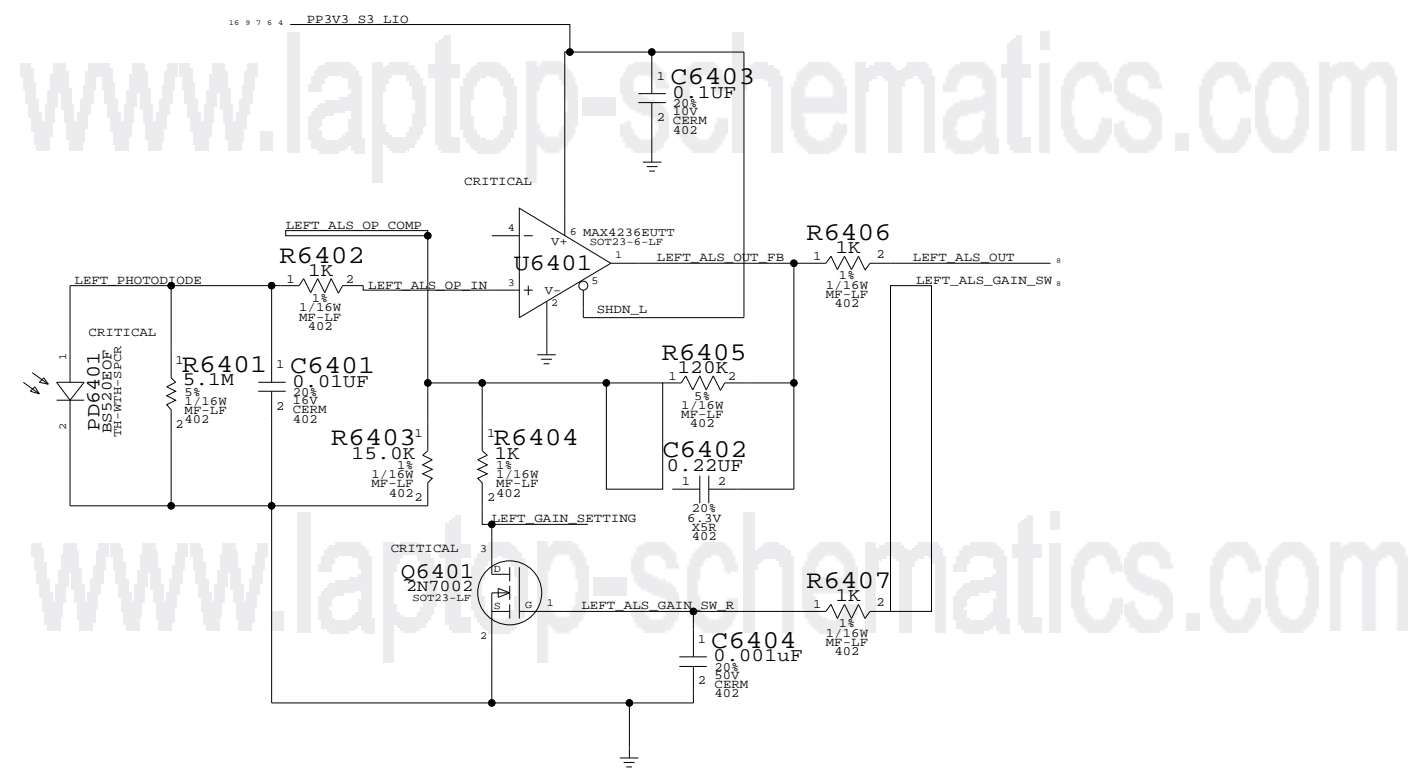 16 9 7 6 4 PP3V3_S3_LIO
www.laptop-schematics.com
1 C6403
0.1UF
20%
10V
2 CERM
402
CRITICAL
LEFT_ALS_OP_COMP
4
6 MAX4236EUTT
SOT23-6-LF
V+
U6401
1 LEFT_ALS_OUT_FB
R6406
1K
1 2
1%
1/16W
MF-LF
402
LEFT_ALS_OUT 8
LEFT_ALS_GAIN_SW 8
R6402
1K
1 2
1%
1/16W
MF-LF
402
LEFT_PHOTODIODE
LEFT_ALS_OP_IN 3
V-
5
2
SHDN_L
CRITICAL
1
PD6401
BS520EOF
TH-WTH-SPCR
2
1 R6401
5.1M
5%
1/16W
MF-LF
2 402
1 C6401
0.01UF
20%
16V
2 CERM
402
R6405
120K
1 2
5%
1/16W
MF-LF
402
R6403 1
15.0K
1%
1/16W
MF-LF
402 2
1 R6404
1K
1%
1/16W
MF-LF
2 402
C6402
0.22UF
1 2
20%
6.3V
X5R
402
LEFT_GAIN_SETTING
www.laptop-schematics.com
CRITICAL 3
Q6401
2N7002
SOT23-LF
D
S G
1 LEFT_ALS_GAIN_SW_R
2
R6407
1K
1 2
1%
1/16W
MF-LF
402
1 C6404
0.001uF
20%
50V
2 CERM
402